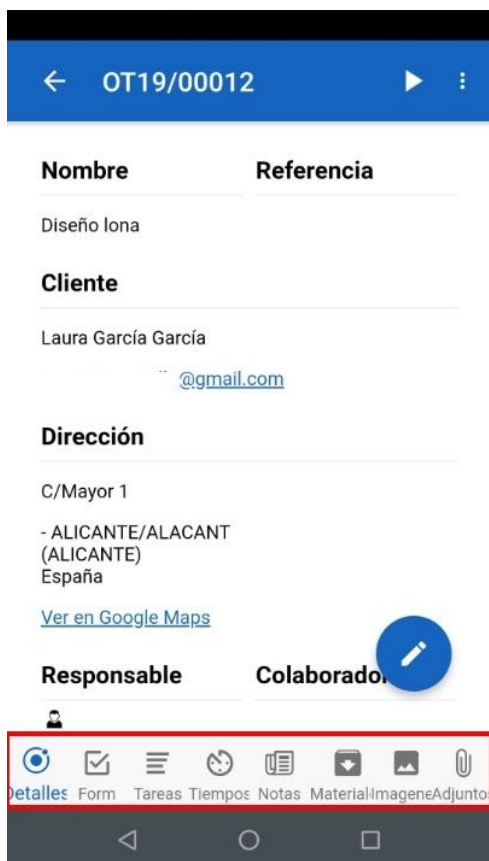 OT19/00012
Nombre Referencia
Diseño lona
Cliente
Laura García García
@gmail.com
Dirección
C/Mayor 1
- ALICANTE/ALACANT
(ALICANTE)
España
Ver en Google Maps
Responsable Colaborador
Detalles Form Tareas Tiempos Notas Material Imagene Adjunto